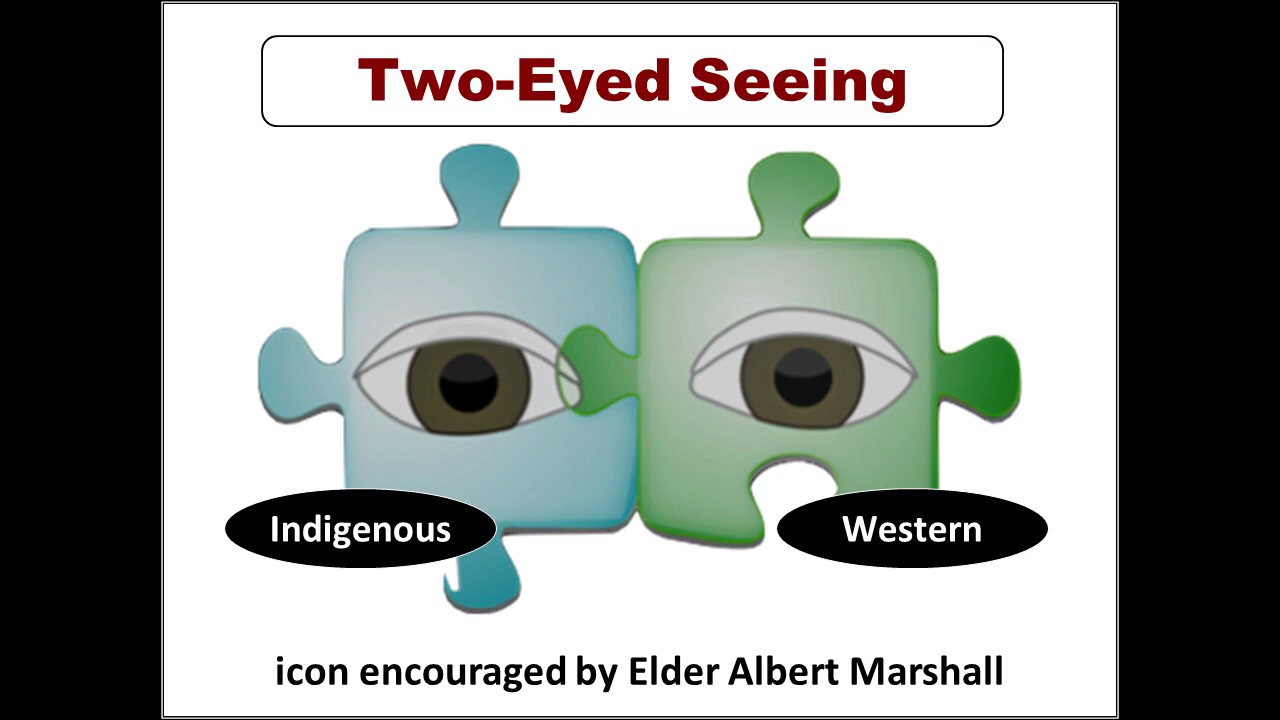 Two-Eyed Seeing
Indigenous
Western
icon encouraged by Elder Albert Marshall